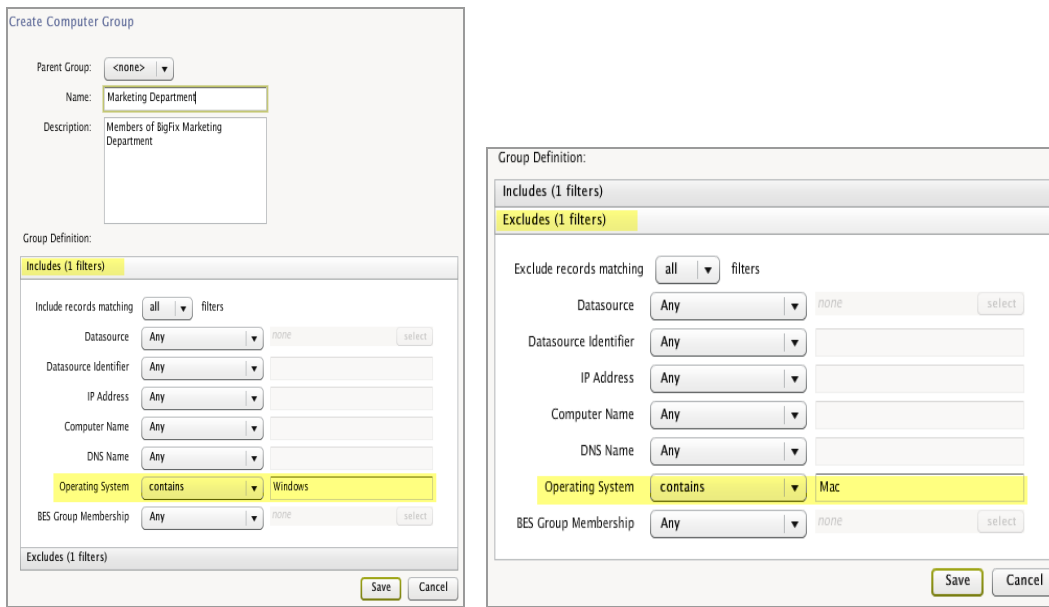 Create Computer Group
Parent Group: <none>
Name: Marketing Department
Description: Members of BigFix Marketing
Department
Group Definition:
Includes (1 filters)
Include records matching all filters
Datasource Any none select
Datasource Identifier Any
IP Address Any
Computer Name Any
DNS Name Any
Operating System contains Windows
BES Group Membership Any none select
Excludes (1 filters)
Save Cancel
Group Definition:
Includes (1 filters)
Excludes (1 filters)
Exclude records matching all filters
Datasource Any none select
Datasource Identifier Any
IP Address Any
Computer Name Any
DNS Name Any
Operating System contains Mac
BES Group Membership Any none select
Save Cancel